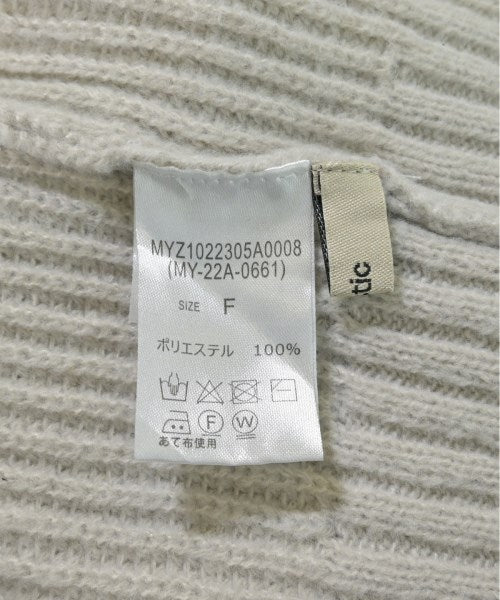 MYZ1022305A0008
(MY-22A-0661)
SIZE F
ポリエステル 100%
F W
あて布使用
tic